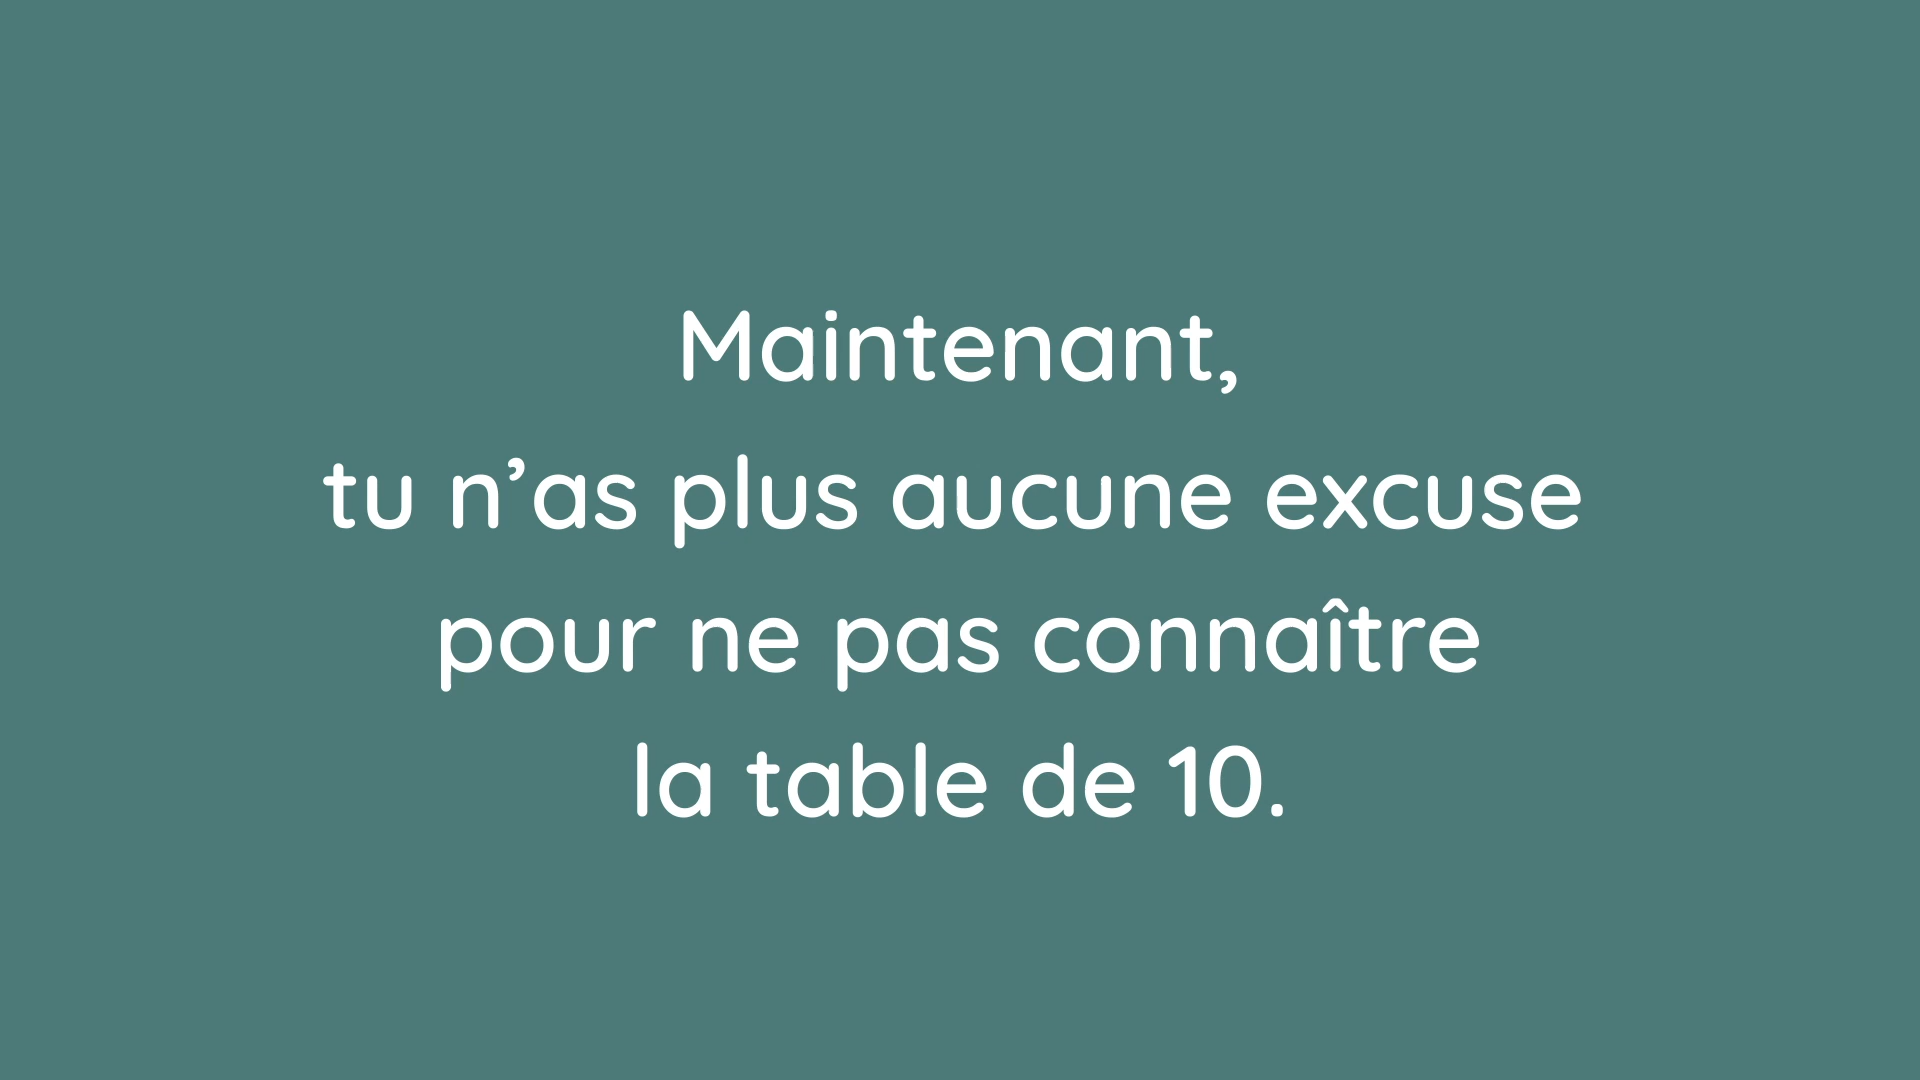 Maintenant,
tu n’as plus aucune excuse
pour ne pas connaître
la table de 10.